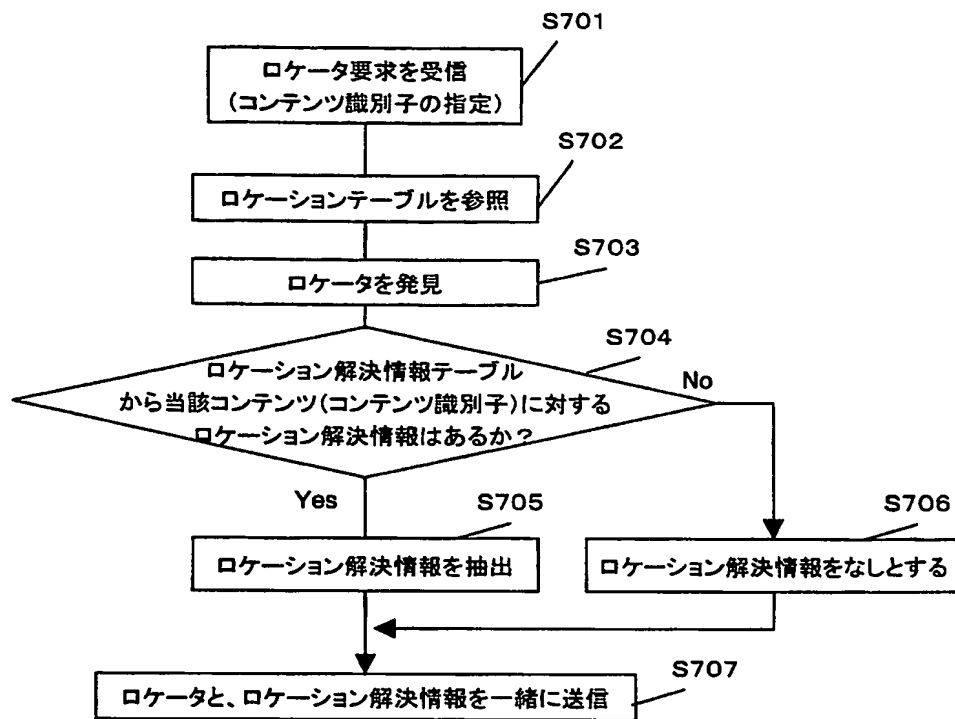 S701
ロケータ要求を受信
(コンテンツ識別子の指定)
S702
ロケーションテーブルを参照
S703
ロケータを発見
S704
ロケーション解決情報テーブル
から当該コンテンツ(コンテンツ識別子)に対する
ロケーション解決情報はあるか?
No
Yes
S705
ロケーション解決情報を抽出
S706
ロケーション解決情報をなしとする
S707
ロケータと、ロケーション解決情報を一緒に送信